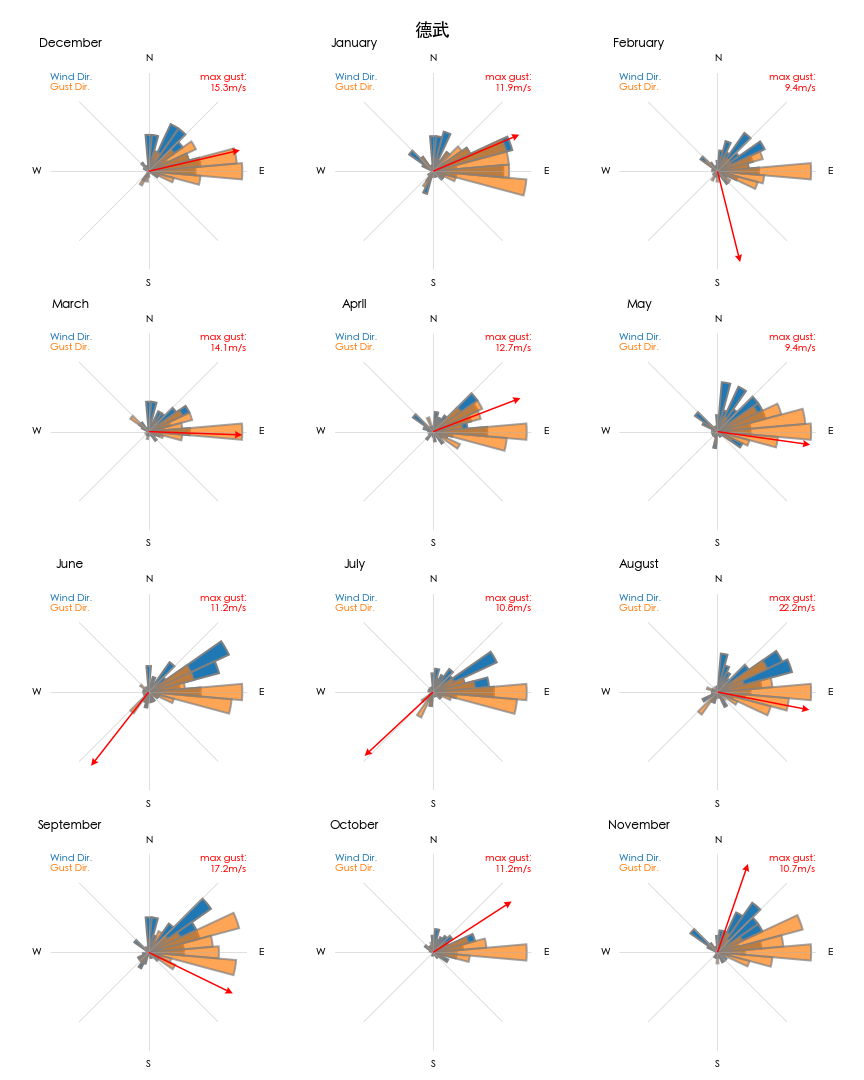 德武
December
N
Wind Dir.
Gust Dir.
max gust:
15.3m/s
W
E
S
January
N
Wind Dir.
Gust Dir.
max gust:
11.9m/s
W
E
S
February
N
Wind Dir.
Gust Dir.
max gust:
9.4m/s
W
E
S
March
N
Wind Dir.
Gust Dir.
max gust:
14.1m/s
W
E
S
April
N
Wind Dir.
Gust Dir.
max gust:
12.7m/s
W
E
S
May
N
Wind Dir.
Gust Dir.
max gust:
9.4m/s
W
E
S
June
N
Wind Dir.
Gust Dir.
max gust:
11.2m/s
W
E
S
July
N
Wind Dir.
Gust Dir.
max gust:
10.8m/s
W
E
S
August
N
Wind Dir.
Gust Dir.
max gust:
22.2m/s
W
E
S
September
N
Wind Dir.
Gust Dir.
max gust:
17.2m/s
W
E
S
October
N
Wind Dir.
Gust Dir.
max gust:
11.2m/s
W
E
S
November
N
Wind Dir.
Gust Dir.
max gust:
10.7m/s
W
E
S